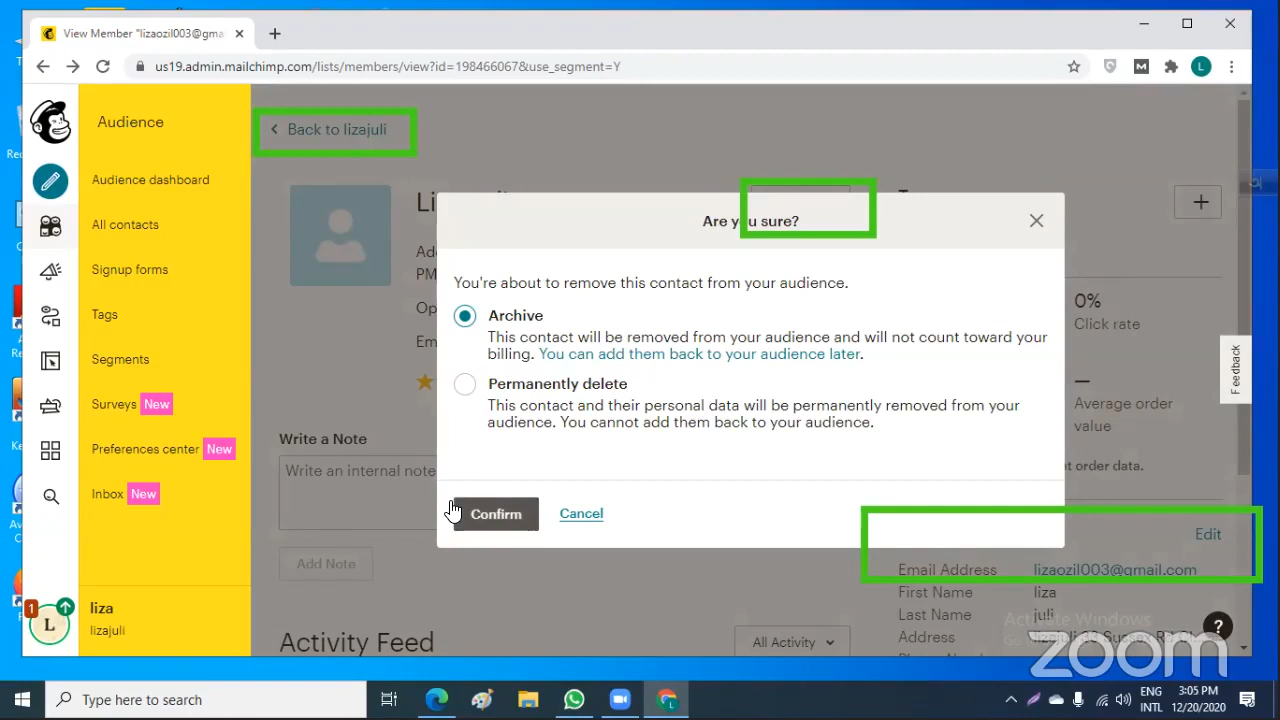 View Member "lizaozil003@gma
us19.admin.mailchimp.com/lists/members/view?id=198466067&use_segment=Y
M
L
Audience
Audience dashboard
All contacts
Signup forms
Tags
Segments
Surveys New
Preferences center New
Inbox New
1
L
liza
lizajuli
Back to lizajuli
Are you sure?
You're about to remove this contact from your audience.
Archive
This contact will be removed from your audience and will not count toward your
billing. You can add them back to your audience later.
Permanently delete
This contact and their personal data will be permanently removed from your
audience. You cannot add them back to your audience.
Confirm
Cancel
Write a Note
Write an internal note
Add Note
Activity Feed
All Activity
0%
Click rate
Average order
value
order data.
Feedback
Edit
Email Address lizaozil003@gmail.com
First Name liza
Last Name juli
Address
Activate Windows
?
zoom
Type here to search
ENG
INTL
3:05 PM
12/20/2020